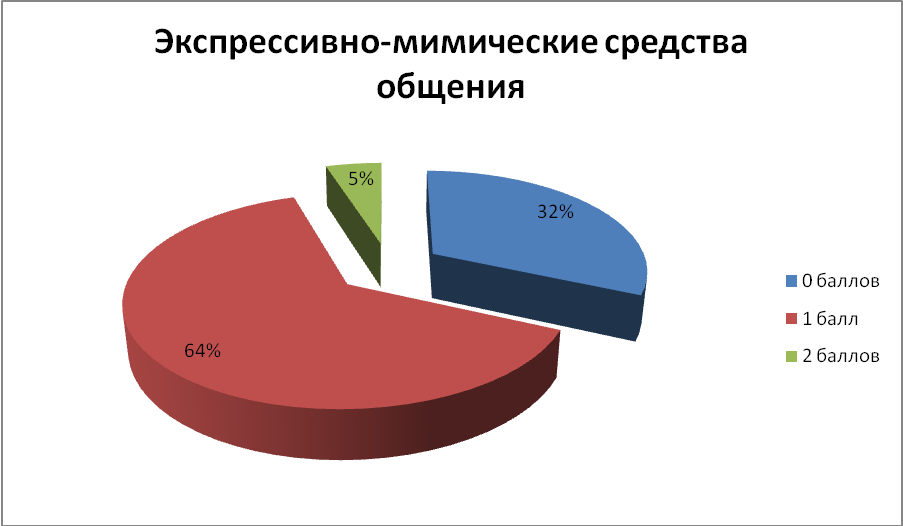 Экспрессивно-мимические средства
общения
5%
32%
64%
0 баллов
1 балл
2 баллов